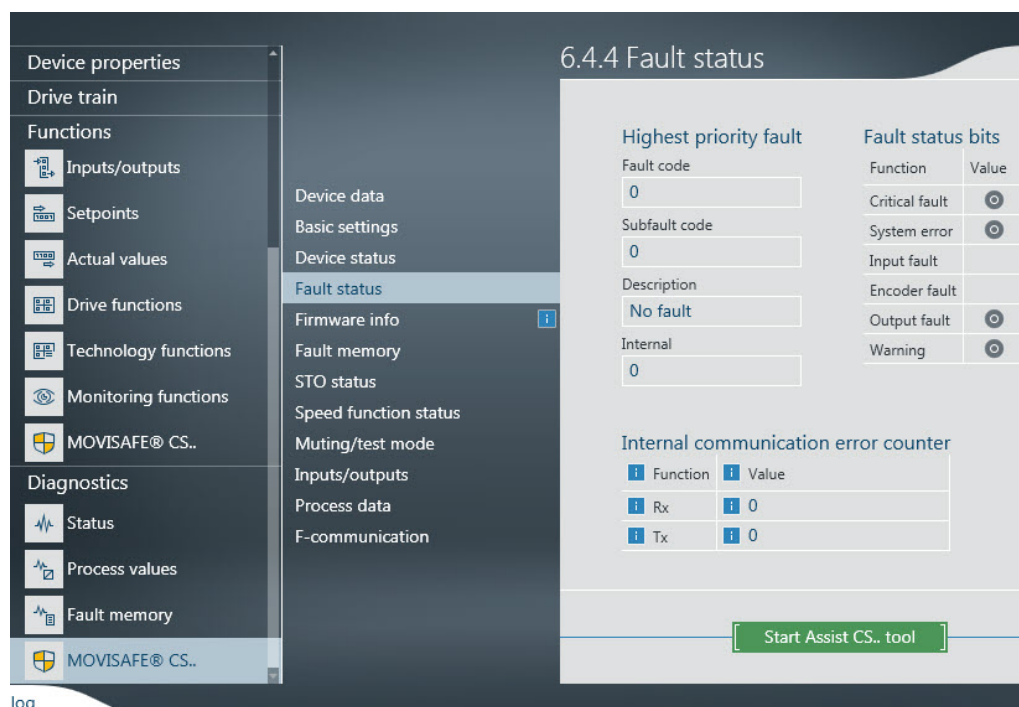 Device properties
Drive train
Functions
Inputs/outputs
Setpoints
Actual values
Drive functions
Technology functions
Monitoring functions
MOVISAFE® CS..
Diagnostics
Status
Process values
Fault memory
MOVISAFE® CS..
log
Device data
Basic settings
Device status
Fault status
Firmware info
Fault memory
STO status
Speed function status
Muting/test mode
Inputs/outputs
Process data
F-communication
6.4.4 Fault status
Highest priority fault
Fault code
0
Subfault code
0
Description
No fault
Internal
0
Fault status bits
Function Value
Critical fault
System error
Input fault
Encoder fault
Output fault
Warning
Internal communication error counter
Function Value
Rx 0
Tx 0
Start Assist CS.. tool